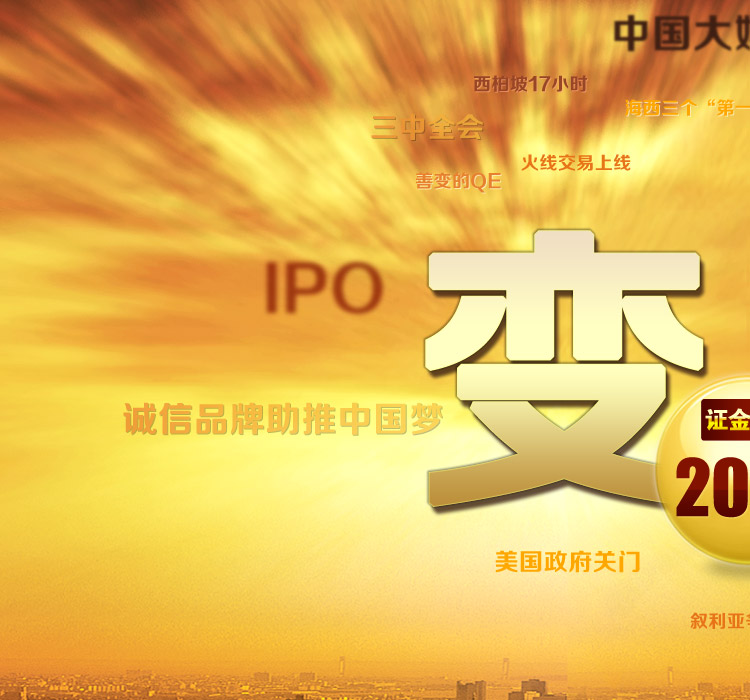 中国大
西柏坡17小时
海西三个“第一
三中全会
火线交易上线
善变的QE
IPO
变
诚信品牌助推中国梦
证金
20
美国政府关门
叙利亚